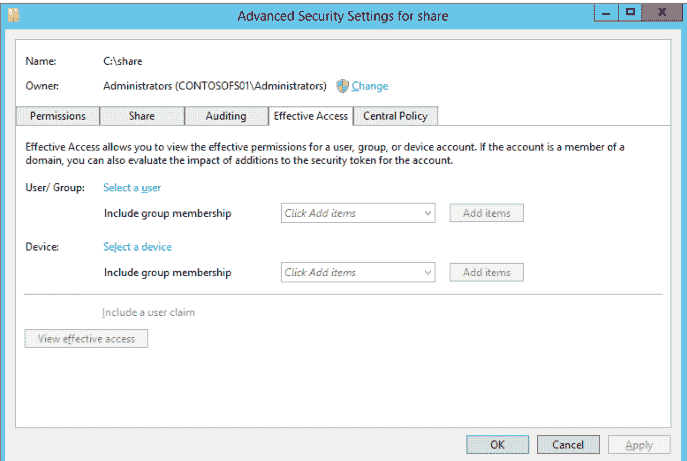 Advanced Security Settings for share
Name: C:\share
Owner: Administrators (CONTOSOFS01\Administrators) Change
Permissions Share Auditing Effective Access Central Policy
Effective Access allows you to view the effective permissions for a user, group, or device account. If the account is a member of a
domain, you can also evaluate the impact of additions to the security token for the account.
User/ Group: Select a user
Include group membership Click Add items Add items
Device: Select a device
Include group membership Click Add items Add items
Include a user claim
View effective access
OK Cancel Apply